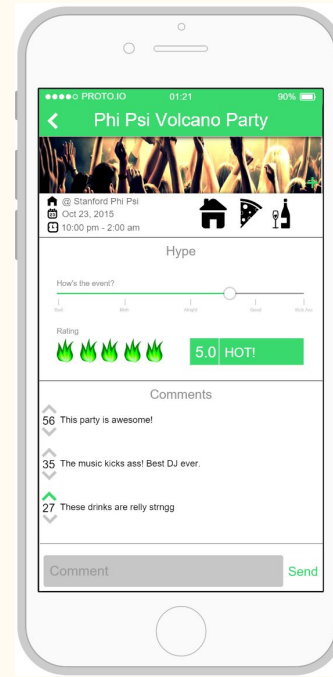 PROTO.IO 01:21 90%
Phi Psi Volcano Party
@ Stanford Phi Psi
Oct 23, 2015
10:00 pm - 2:00 am
Hype
How's the event?
Good
Rating
5.0 HOT!
Comments
56 This party is awesome!
35 The music kicks ass! Best DJ ever.
27 These drinks are relly strngg
Comment Send